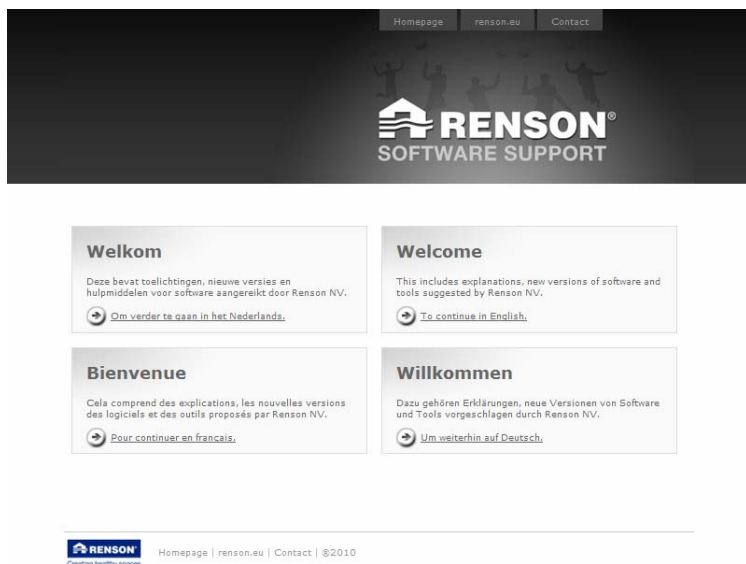 Homepage renson.eu Contact
RENSON®
SOFTWARE SUPPORT
Welkom
Deze bevat toelichtingen, nieuwe versies en
hulpmiddelen voor software aangereikt door Renson NV.
Om verder te gaan in het Nederlands.
Welcome
This includes explanations, new versions of software and
tools suggested by Renson NV.
To continue in English.
Bienvenue
Cela comprend des explications, les nouvelles versions
des logiciels et des outils proposés par Renson NV.
Pour continuer en francais.
Willkommen
Dazu gehören Erklärungen, neue Versionen von Software
und Tools vorgeschlagen durch Renson NV.
Um weiterhin auf Deutsch.
RENSON
Creating healthy spaces
Homepage | renson.eu | Contact | ©2010